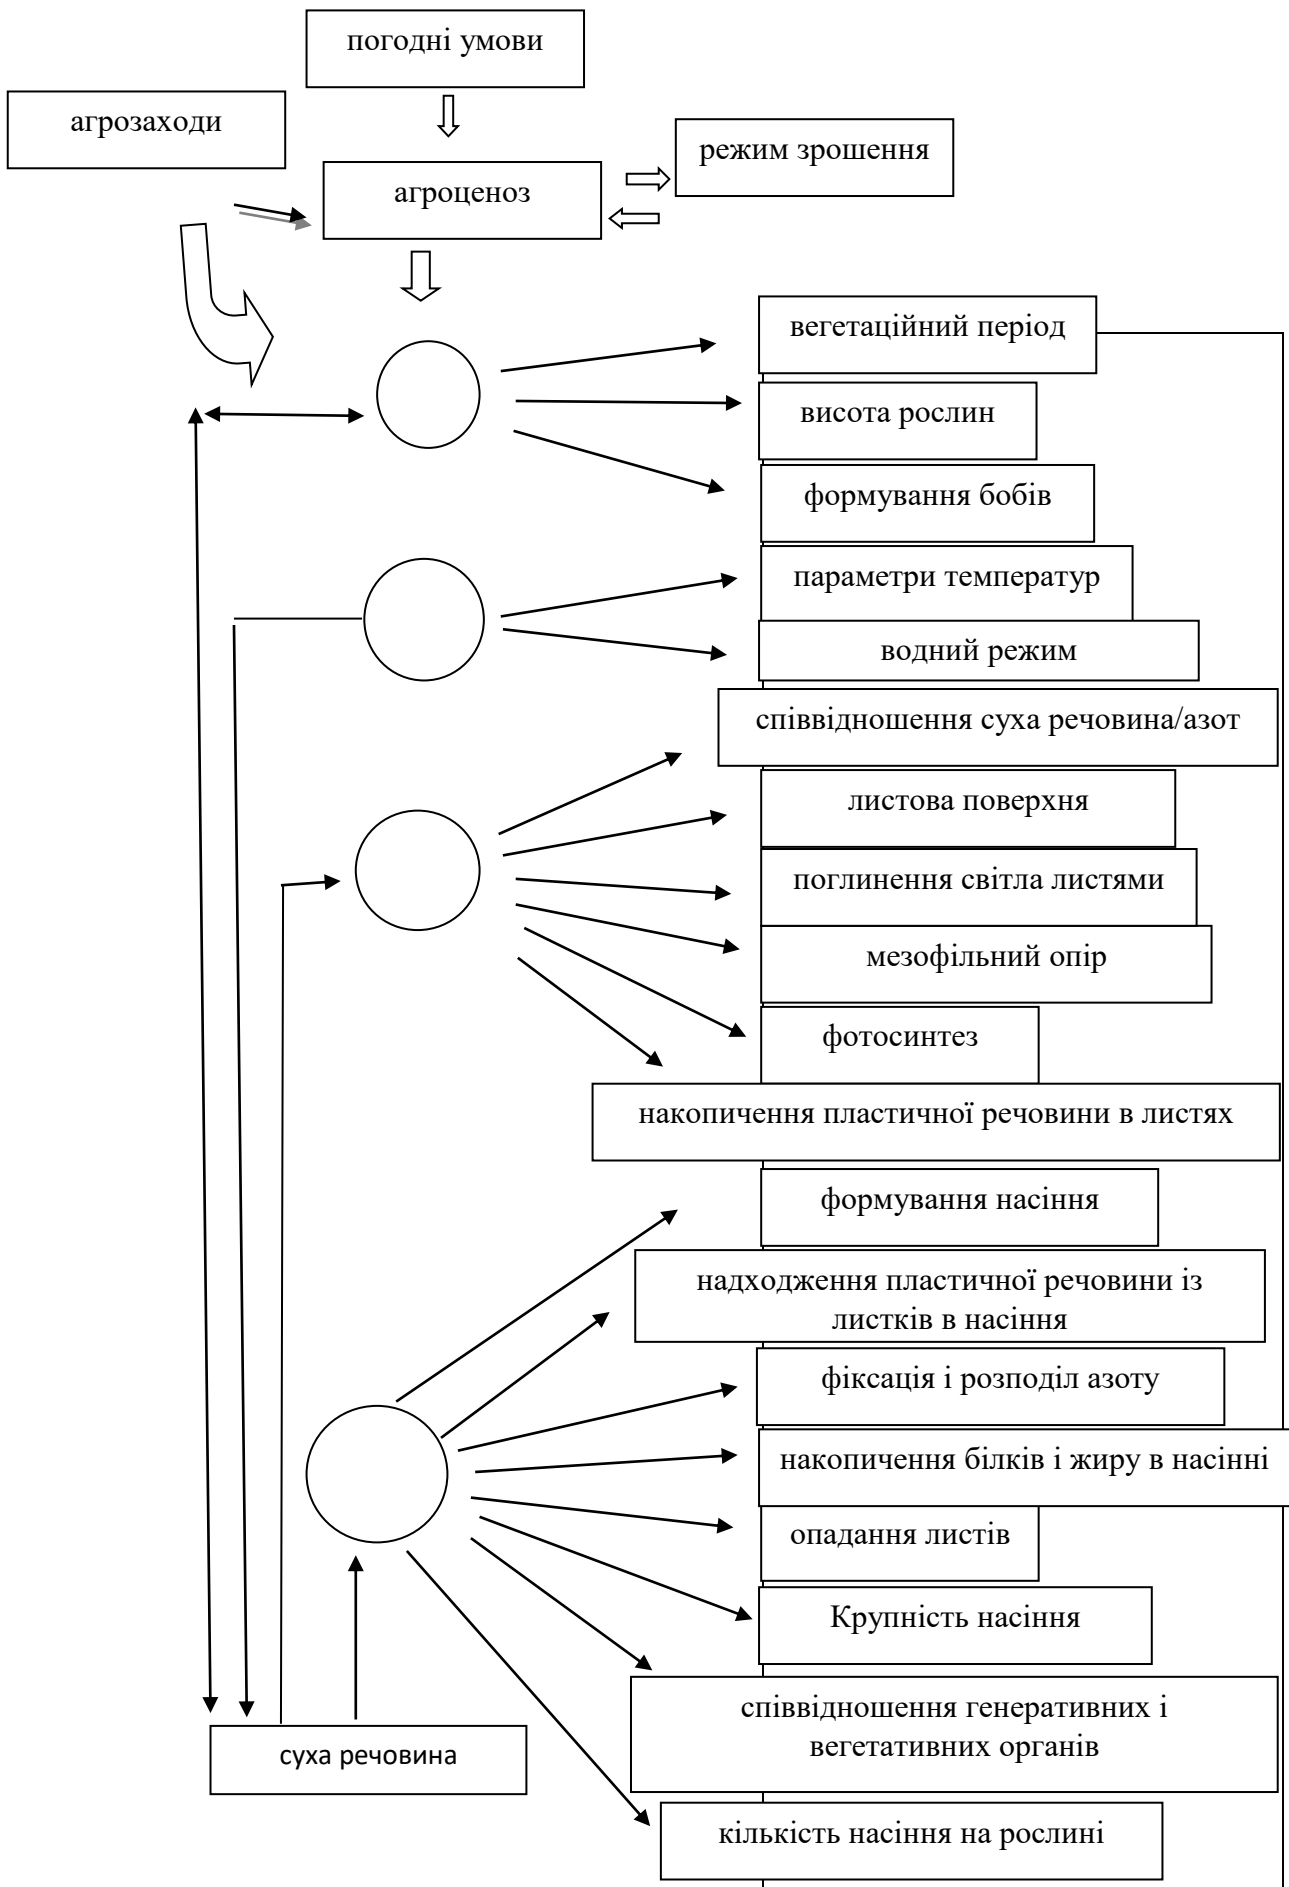 погодні умови
агрозаходи
режим зрошення
агроценоз
вегетаційний період
висота рослин
формування бобів
параметри температур
водний режим
співвідношення суха речовина/азот
листова поверхня
поглинення світла листями
мезофільний опір
фотосинтез
накопичення пластичної речовини в листях
формування насіння
надходження пластичної речовини із
листків в насіння
фіксація і розподіл азоту
накопичення білків і жиру в насінні
опадання листів
Крупність насіння
співвідношення генеративних і
вегетативних органів
суха речовина
кількість насіння на рослині